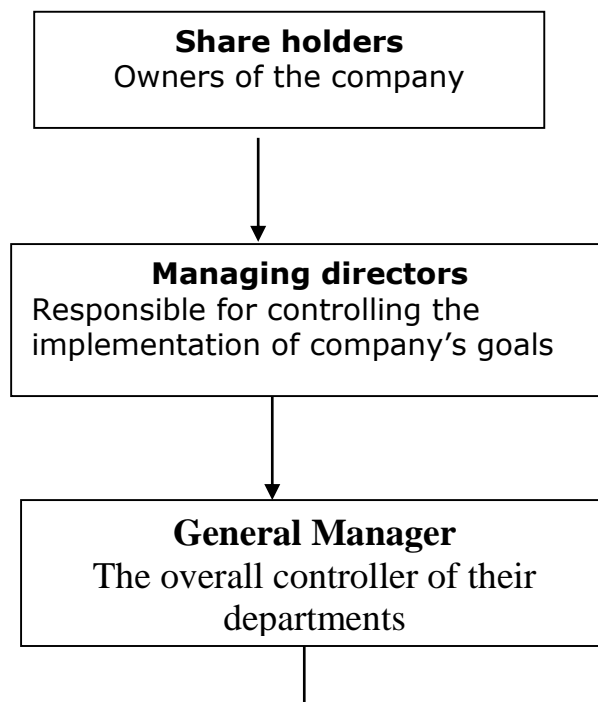 Share holders
Owners of the company
Managing directors
Responsible for controlling the
implementation of company’s goals
General Manager
The overall controller of their
departments